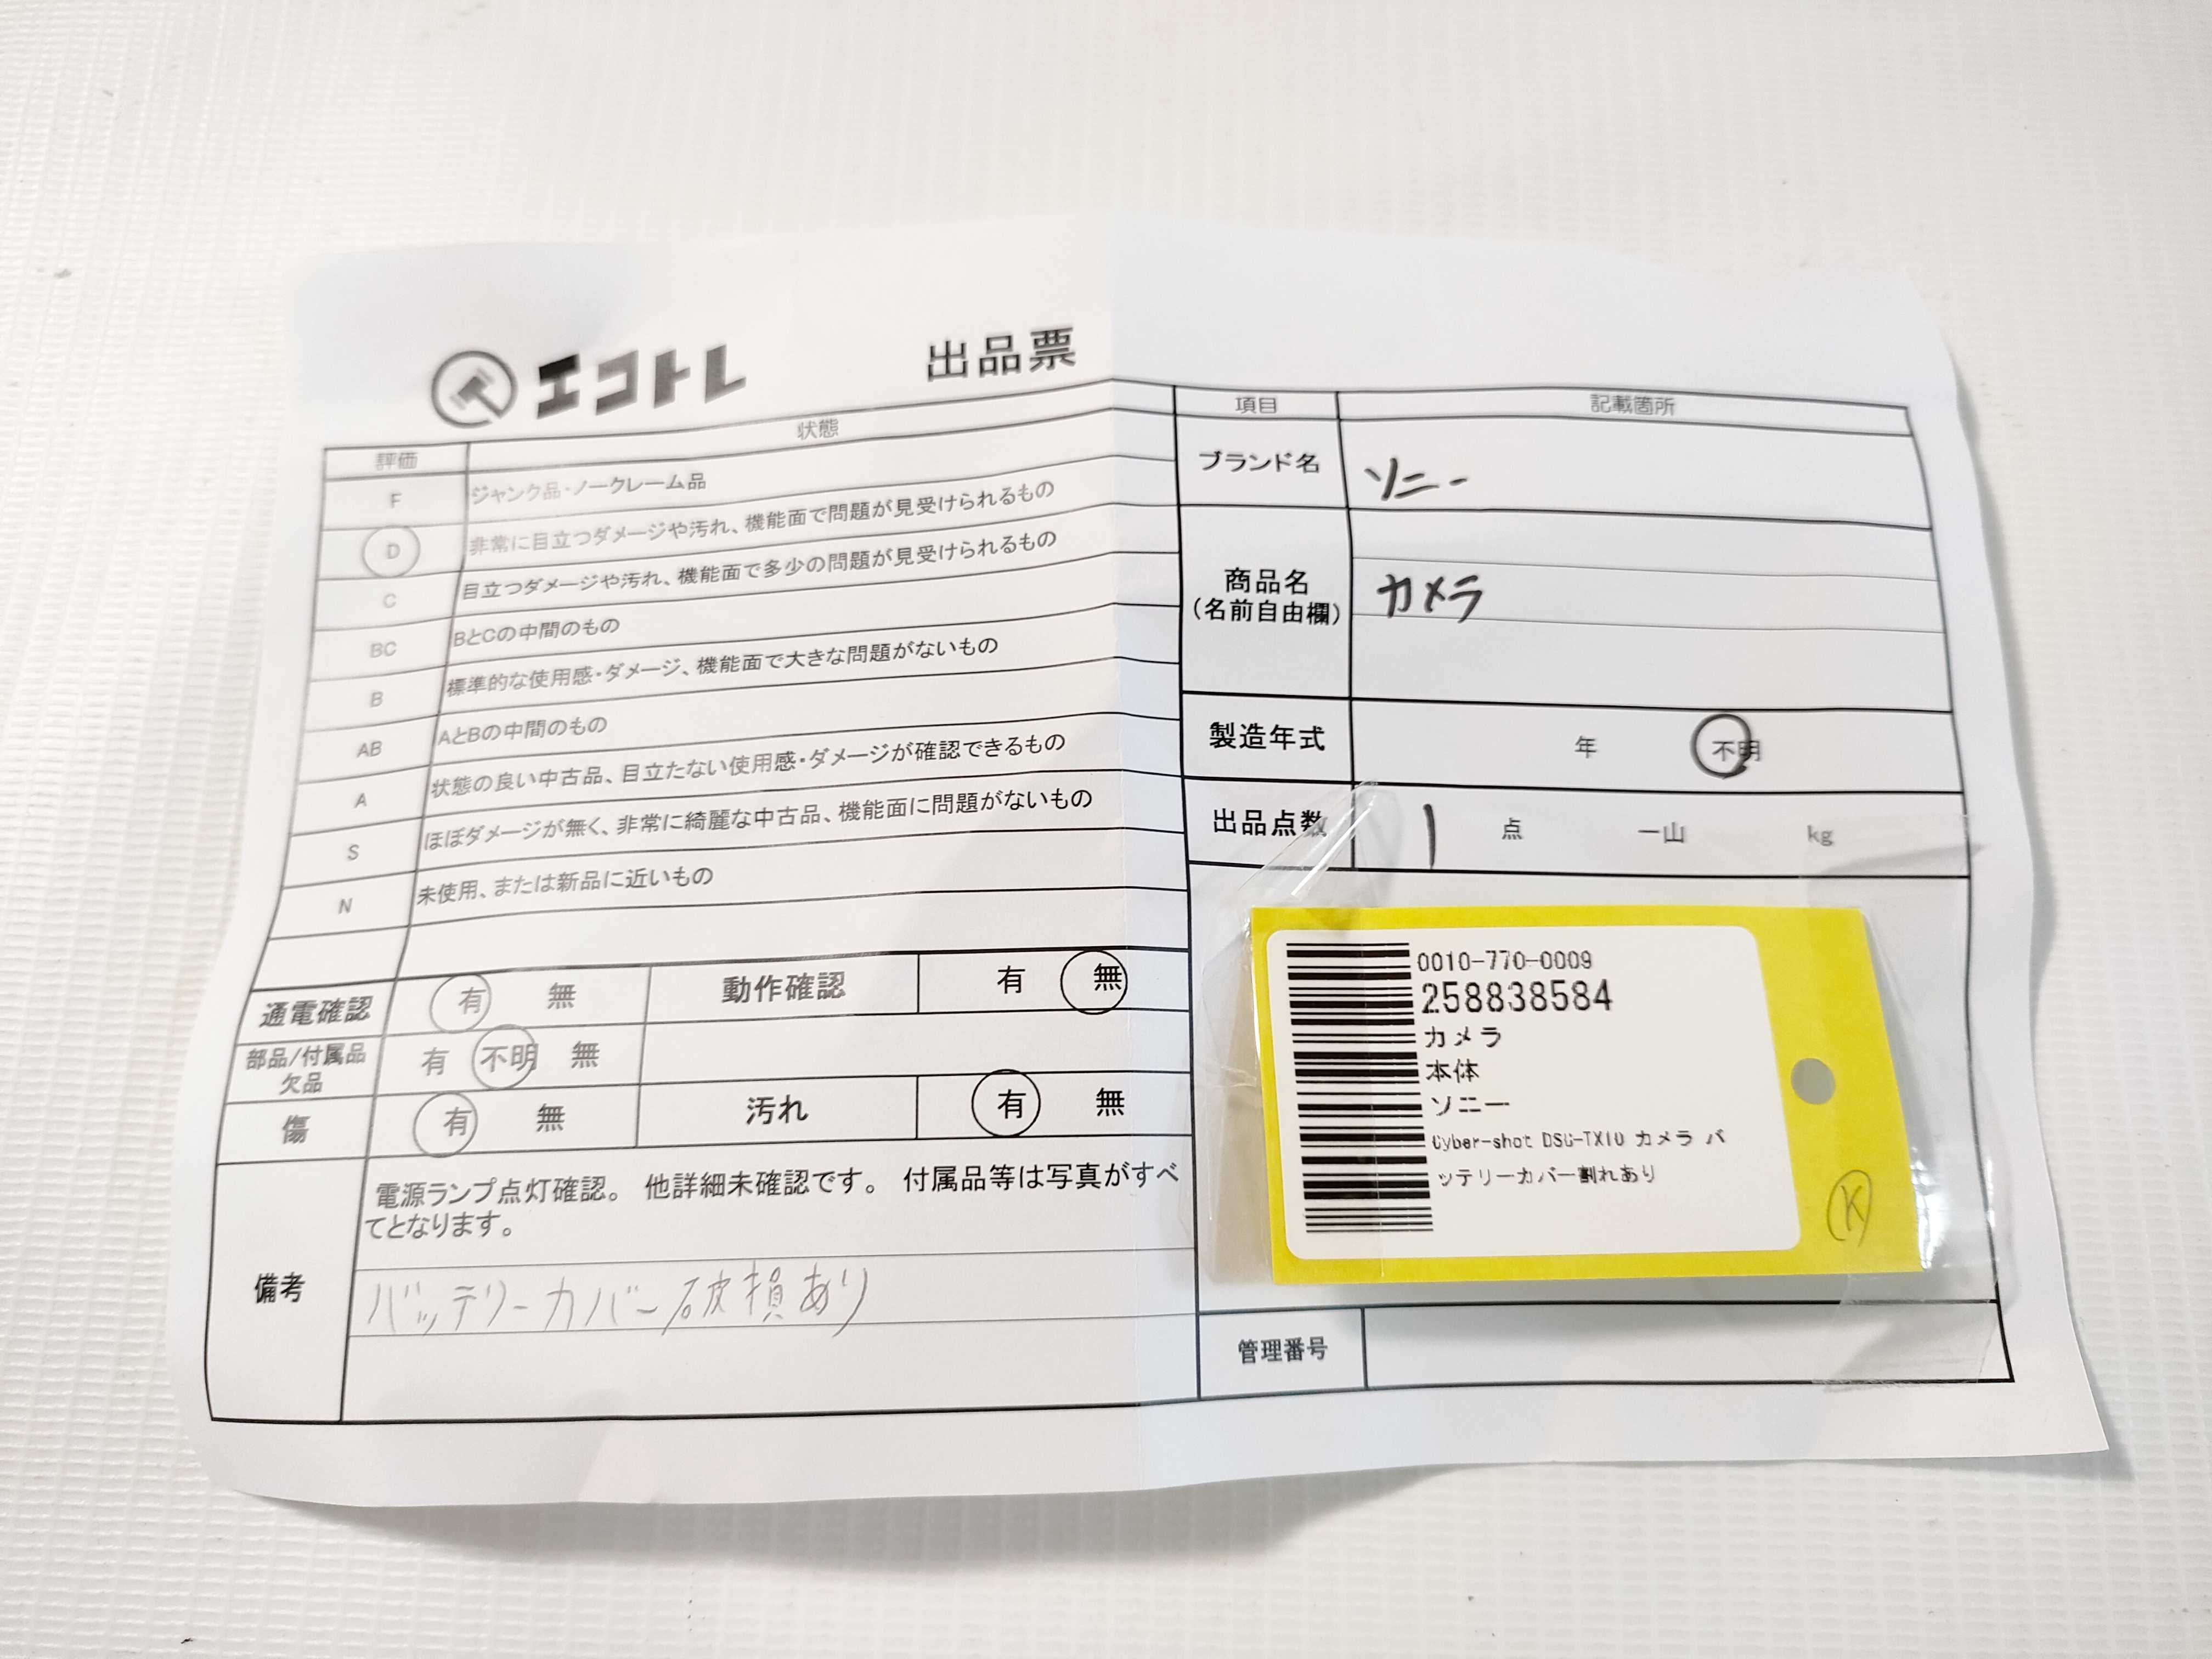 エコトレ 出品票
評価 状態
F ジャンク品・ノークレーム品
D 非常に目立つダメージや汚れ、機能面で問題が見受けられるもの
C 目立つダメージや汚れ、機能面で多少の問題が見受けられるもの
BC BとCの中間のもの
B 標準的な使用感・ダメージ、機能面で大きな問題がないもの
AB AとBの中間のもの
A 状態の良い中古品、目立たない使用感・ダメージが確認できるもの
S ほぼダメージが無く、非常に綺麗な中古品、機能面に問題がないもの
N 未使用、または新品に近いもの
通電確認 有 無 動作確認 有 無
部品/付属品 有 不明 無
欠品
傷 有 無 汚れ 有 無
備考
電源ランプ点灯確認。 他詳細未確認です。 付属品等は写真がすべ
てとなります。
バッテリーカバー破損あり
項目 記載箇所
ブランド名 ソニー
商品名
(名前自由欄)
カメラ
製造年式 年 不明
出品点数 1 点 一山 kg
0010-770-0009
258838584
カメラ
本体
ソニー
Cyber-shot DSC-TX10 カメラ バ
ッテリーカバー割れあり
K
管理番号